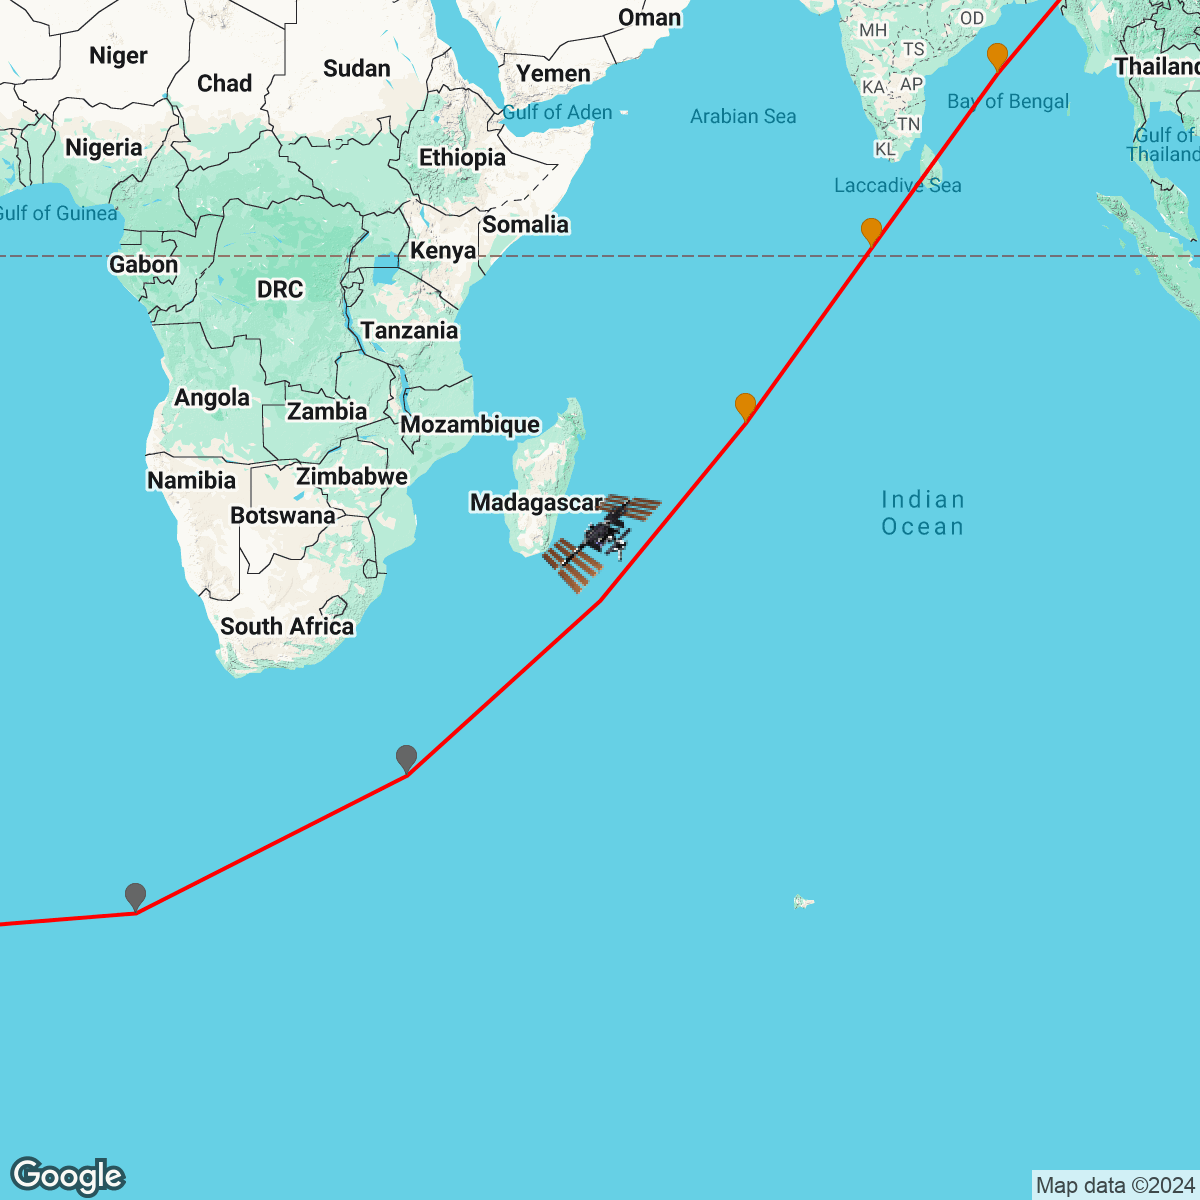 Oman
OD
MH
TS
Niger
Chad
Sudan
Yemen
Thailand
KA
AP
Bay of Bengal
Gulf of Aden
Arabian Sea
TN
Gulf of
Thailand
Nigeria
Ethiopia
KL
Laccadive Sea
Gulf of Guinea
Somalia
Kenya
Gabon
DRC
Tanzania
Angola
Zambia
Mozambique
Namibia
Zimbabwe
Madagascar
Indian
Ocean
Botswana
South Africa
Google
Map data ©2024